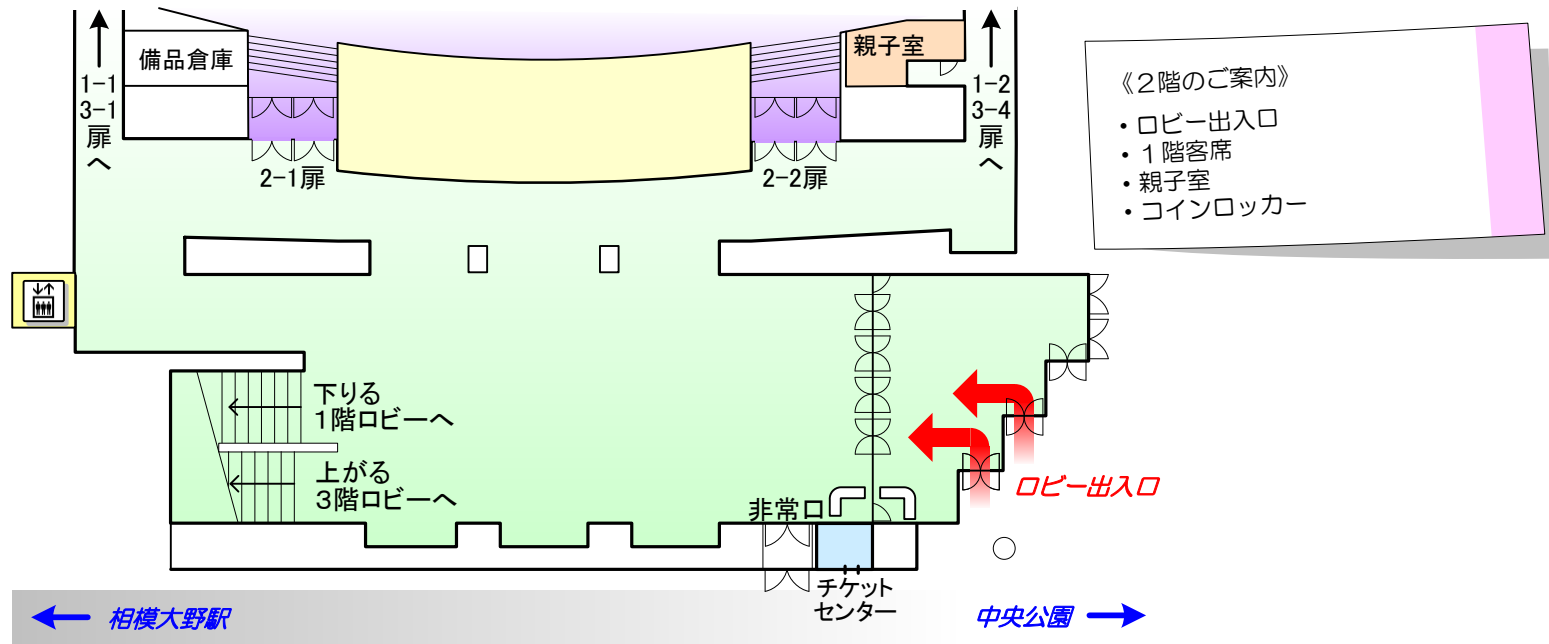 備品倉庫
親子室
1-1
3-1
扉
へ
1-2
3-4
扉
へ
2-1扉
2-2扉
《２階のご案内》
・ロビー出入口
・１階客席
・親子室
・コインロッカー
下りる
1階ロビーへ
上がる
3階ロビーへ
非常口
ロビー出入口
チケット
センター
相模大野駅
中央公園